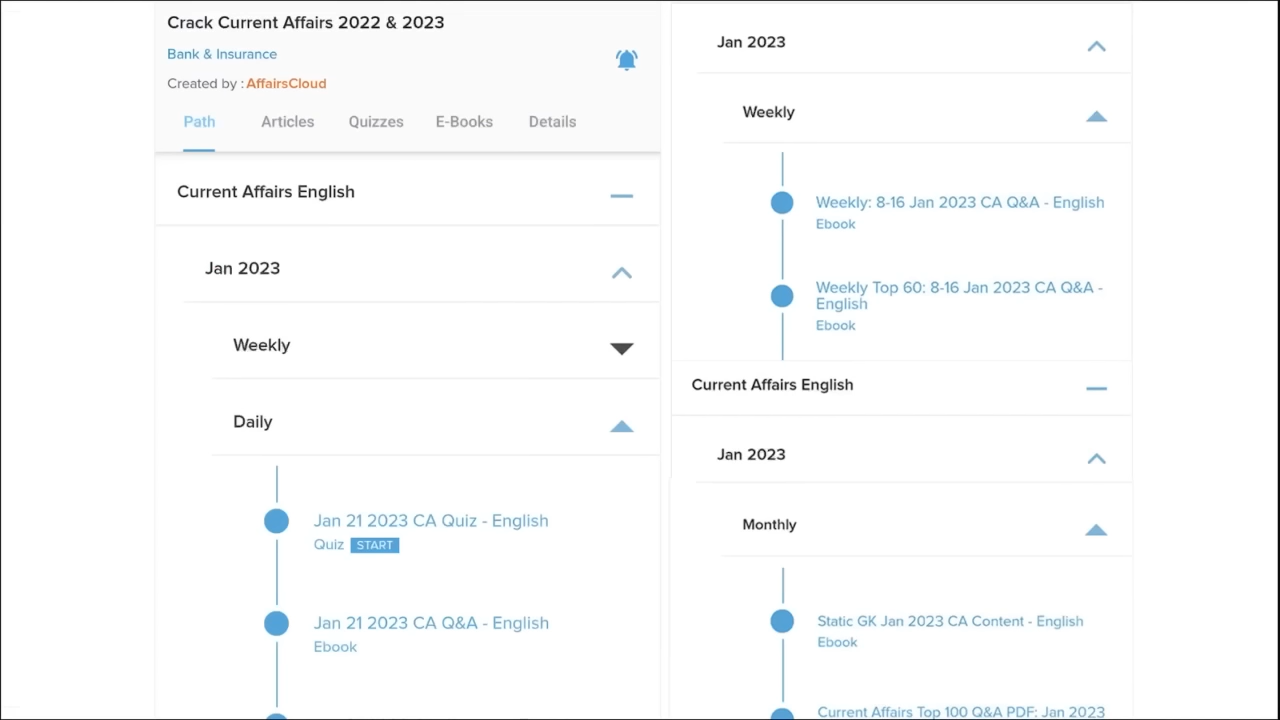 Crack Current Affairs 2022 & 2023
Bank & Insurance
Created by : AffairsCloud
Path Articles Quizzes E-Books Details
Current Affairs English
Jan 2023
Weekly
Daily
Jan 21 2023 CA Quiz - English
Quiz START
Jan 21 2023 CA Q&A - English
Ebook
Jan 2023
Weekly
Weekly: 8-16 Jan 2023 CA Q&A - English
Ebook
Weekly Top 60: 8-16 Jan 2023 CA Q&A -
English
Ebook
Current Affairs English
Jan 2023
Monthly
Static GK Jan 2023 CA Content - English
Ebook
Current Affairs Top 100 Q&A PDF: Jan 2023